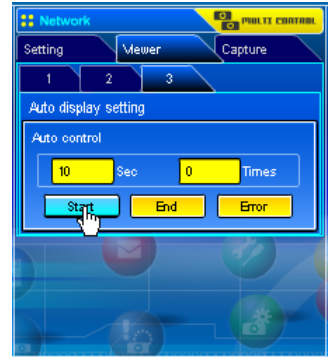 Network MULTI CONTROL
Setting Viewer Capture
1 2 3
Auto display setting
Auto control
10 Sec 0 Times
Start End Error